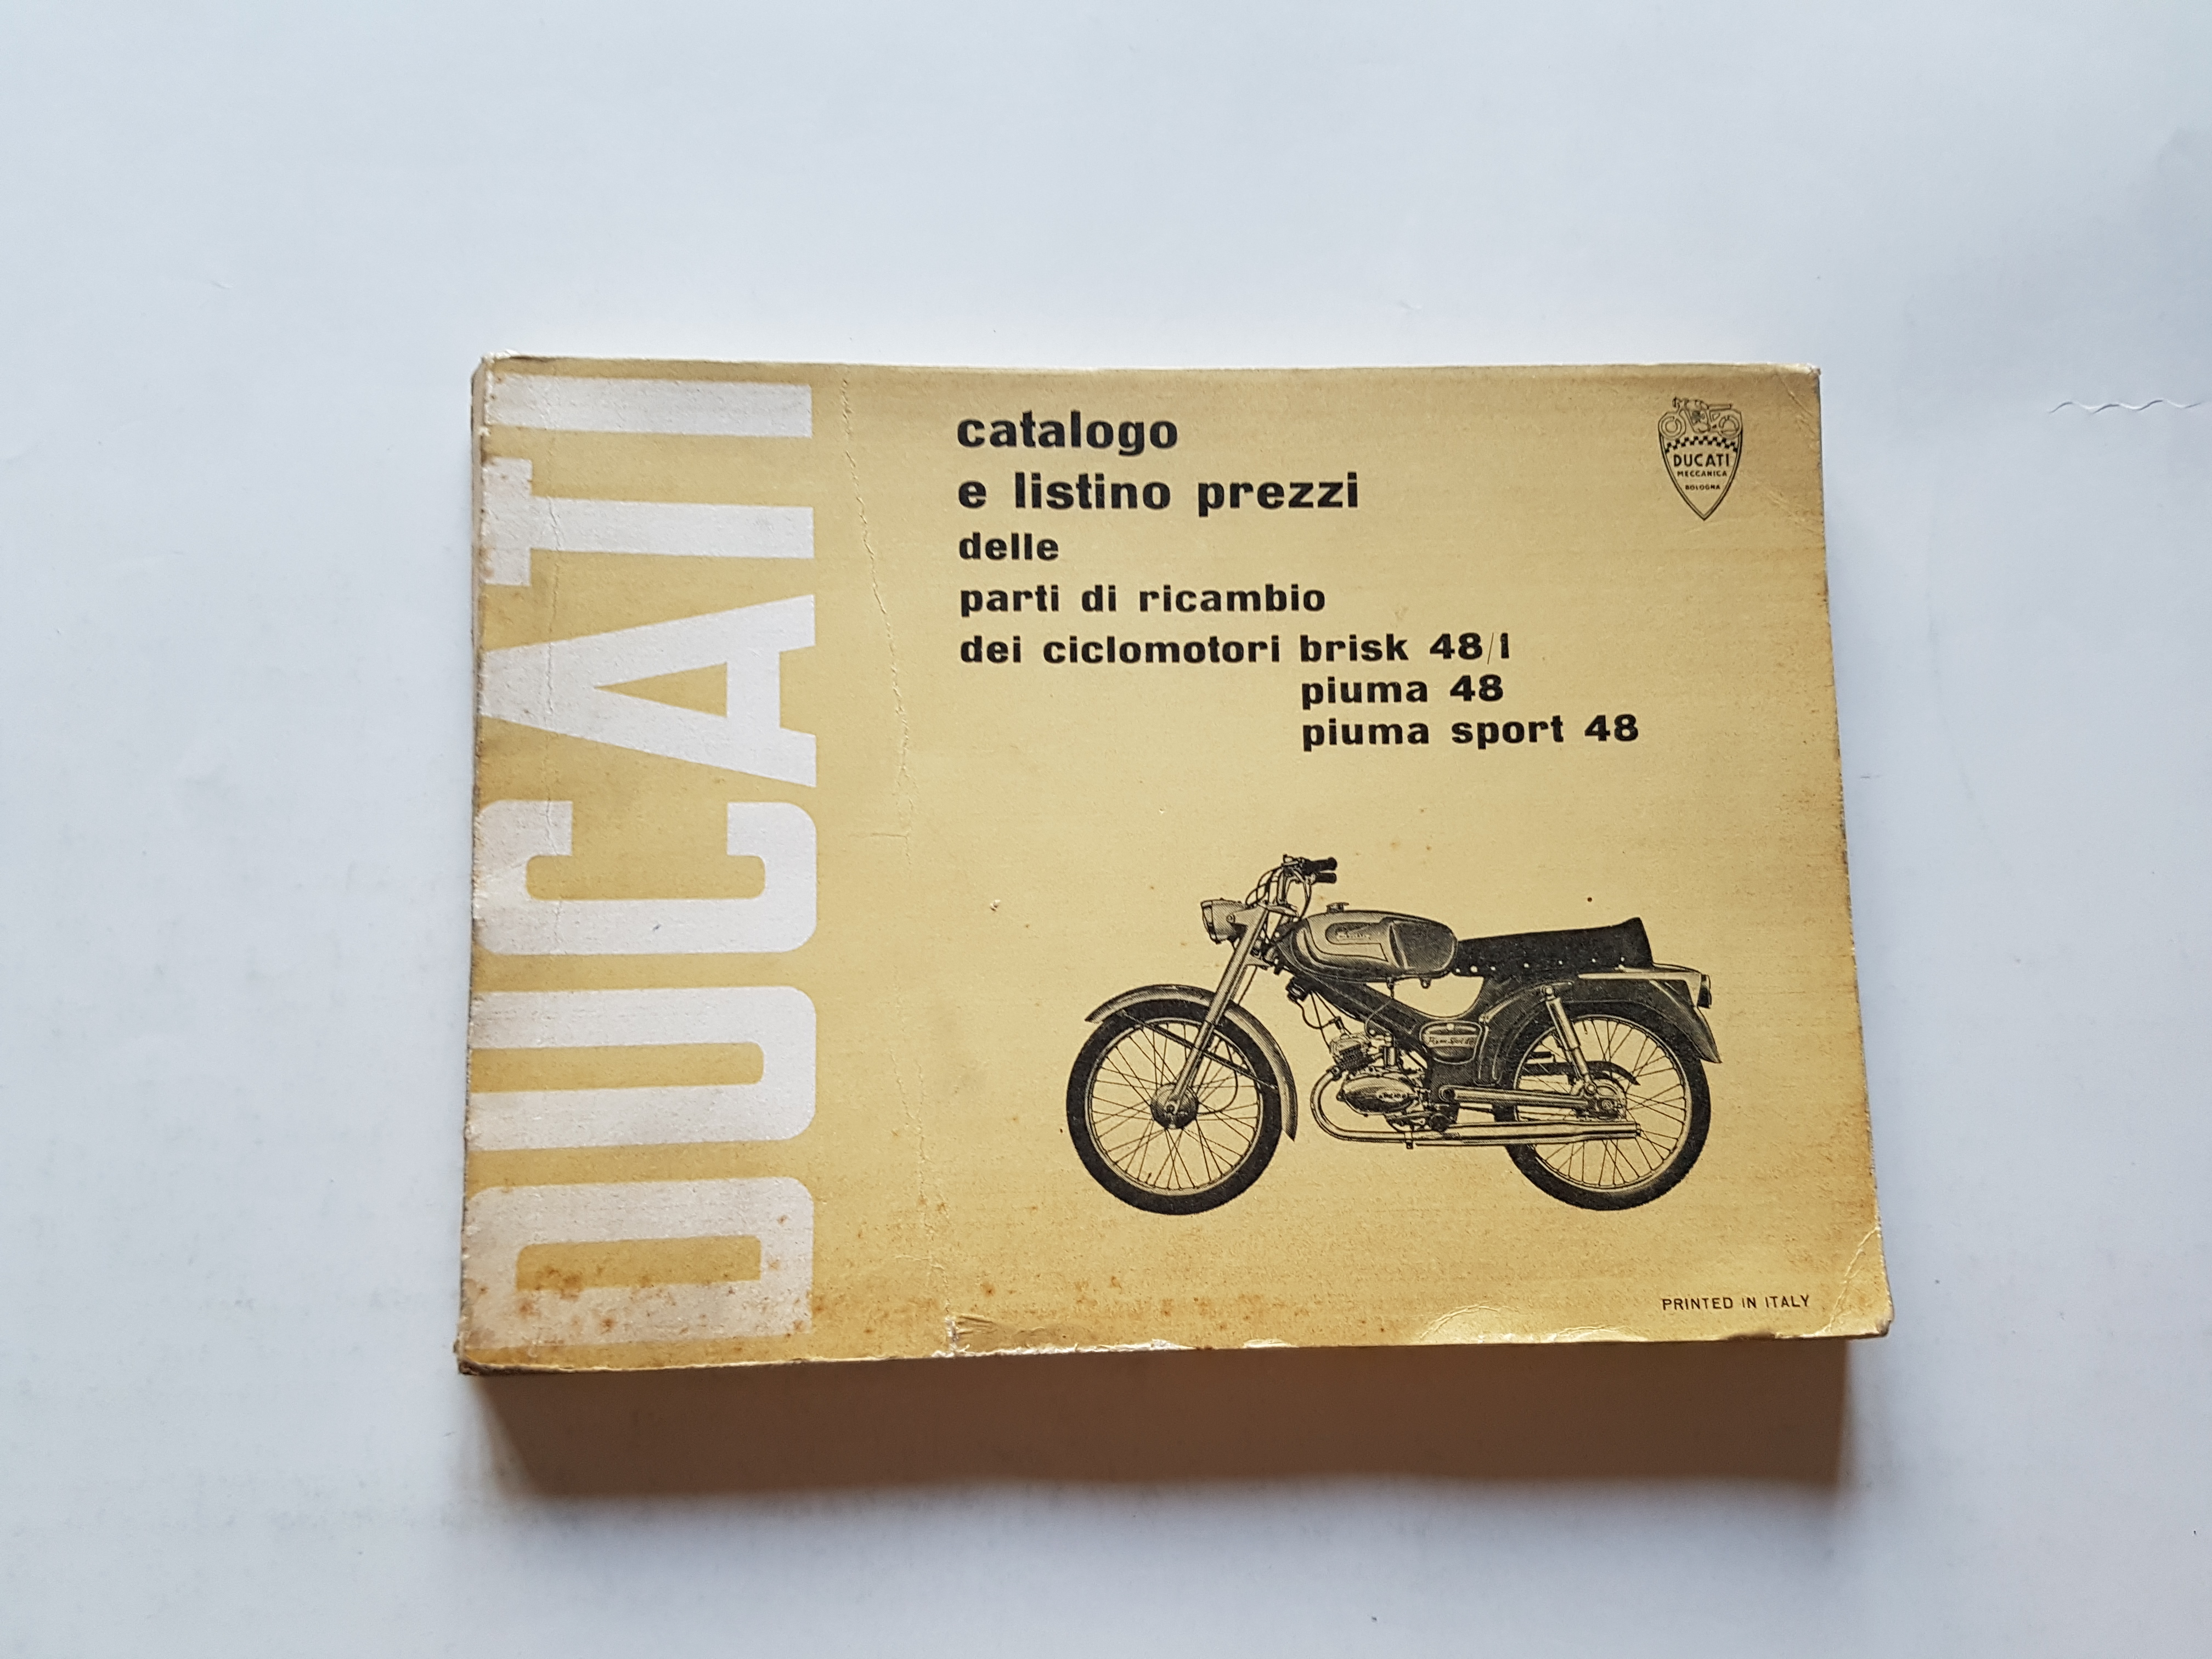 DUCATI
catalogo
e listino prezzi
delle
parti di ricambio
dei ciclomotori brisk 48/1
piuma 48
piuma sport 48
DUCATI
MECCANICA
BOLOGNA
PRINTED IN ITALY